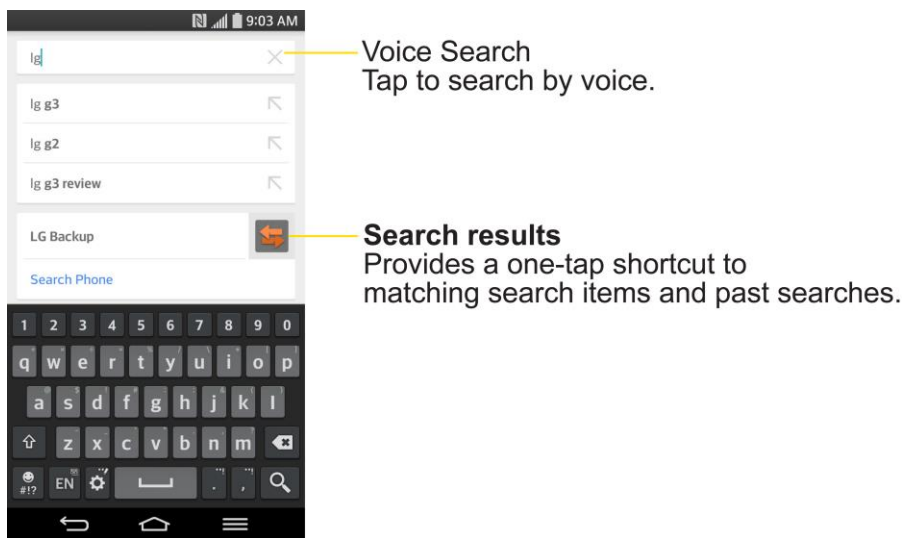 9:03 AM
lg
Voice Search
Tap to search by voice.
lg g3
lg g2
lg g3 review
LG Backup
Search results
Provides a one-tap shortcut to
matching search items and past searches.
Search Phone
1 2 3 4 5 6 7 8 9 0
q w e r t y u i o p
a s d f g h j k l
z x c v b n m
#!? EN . ,